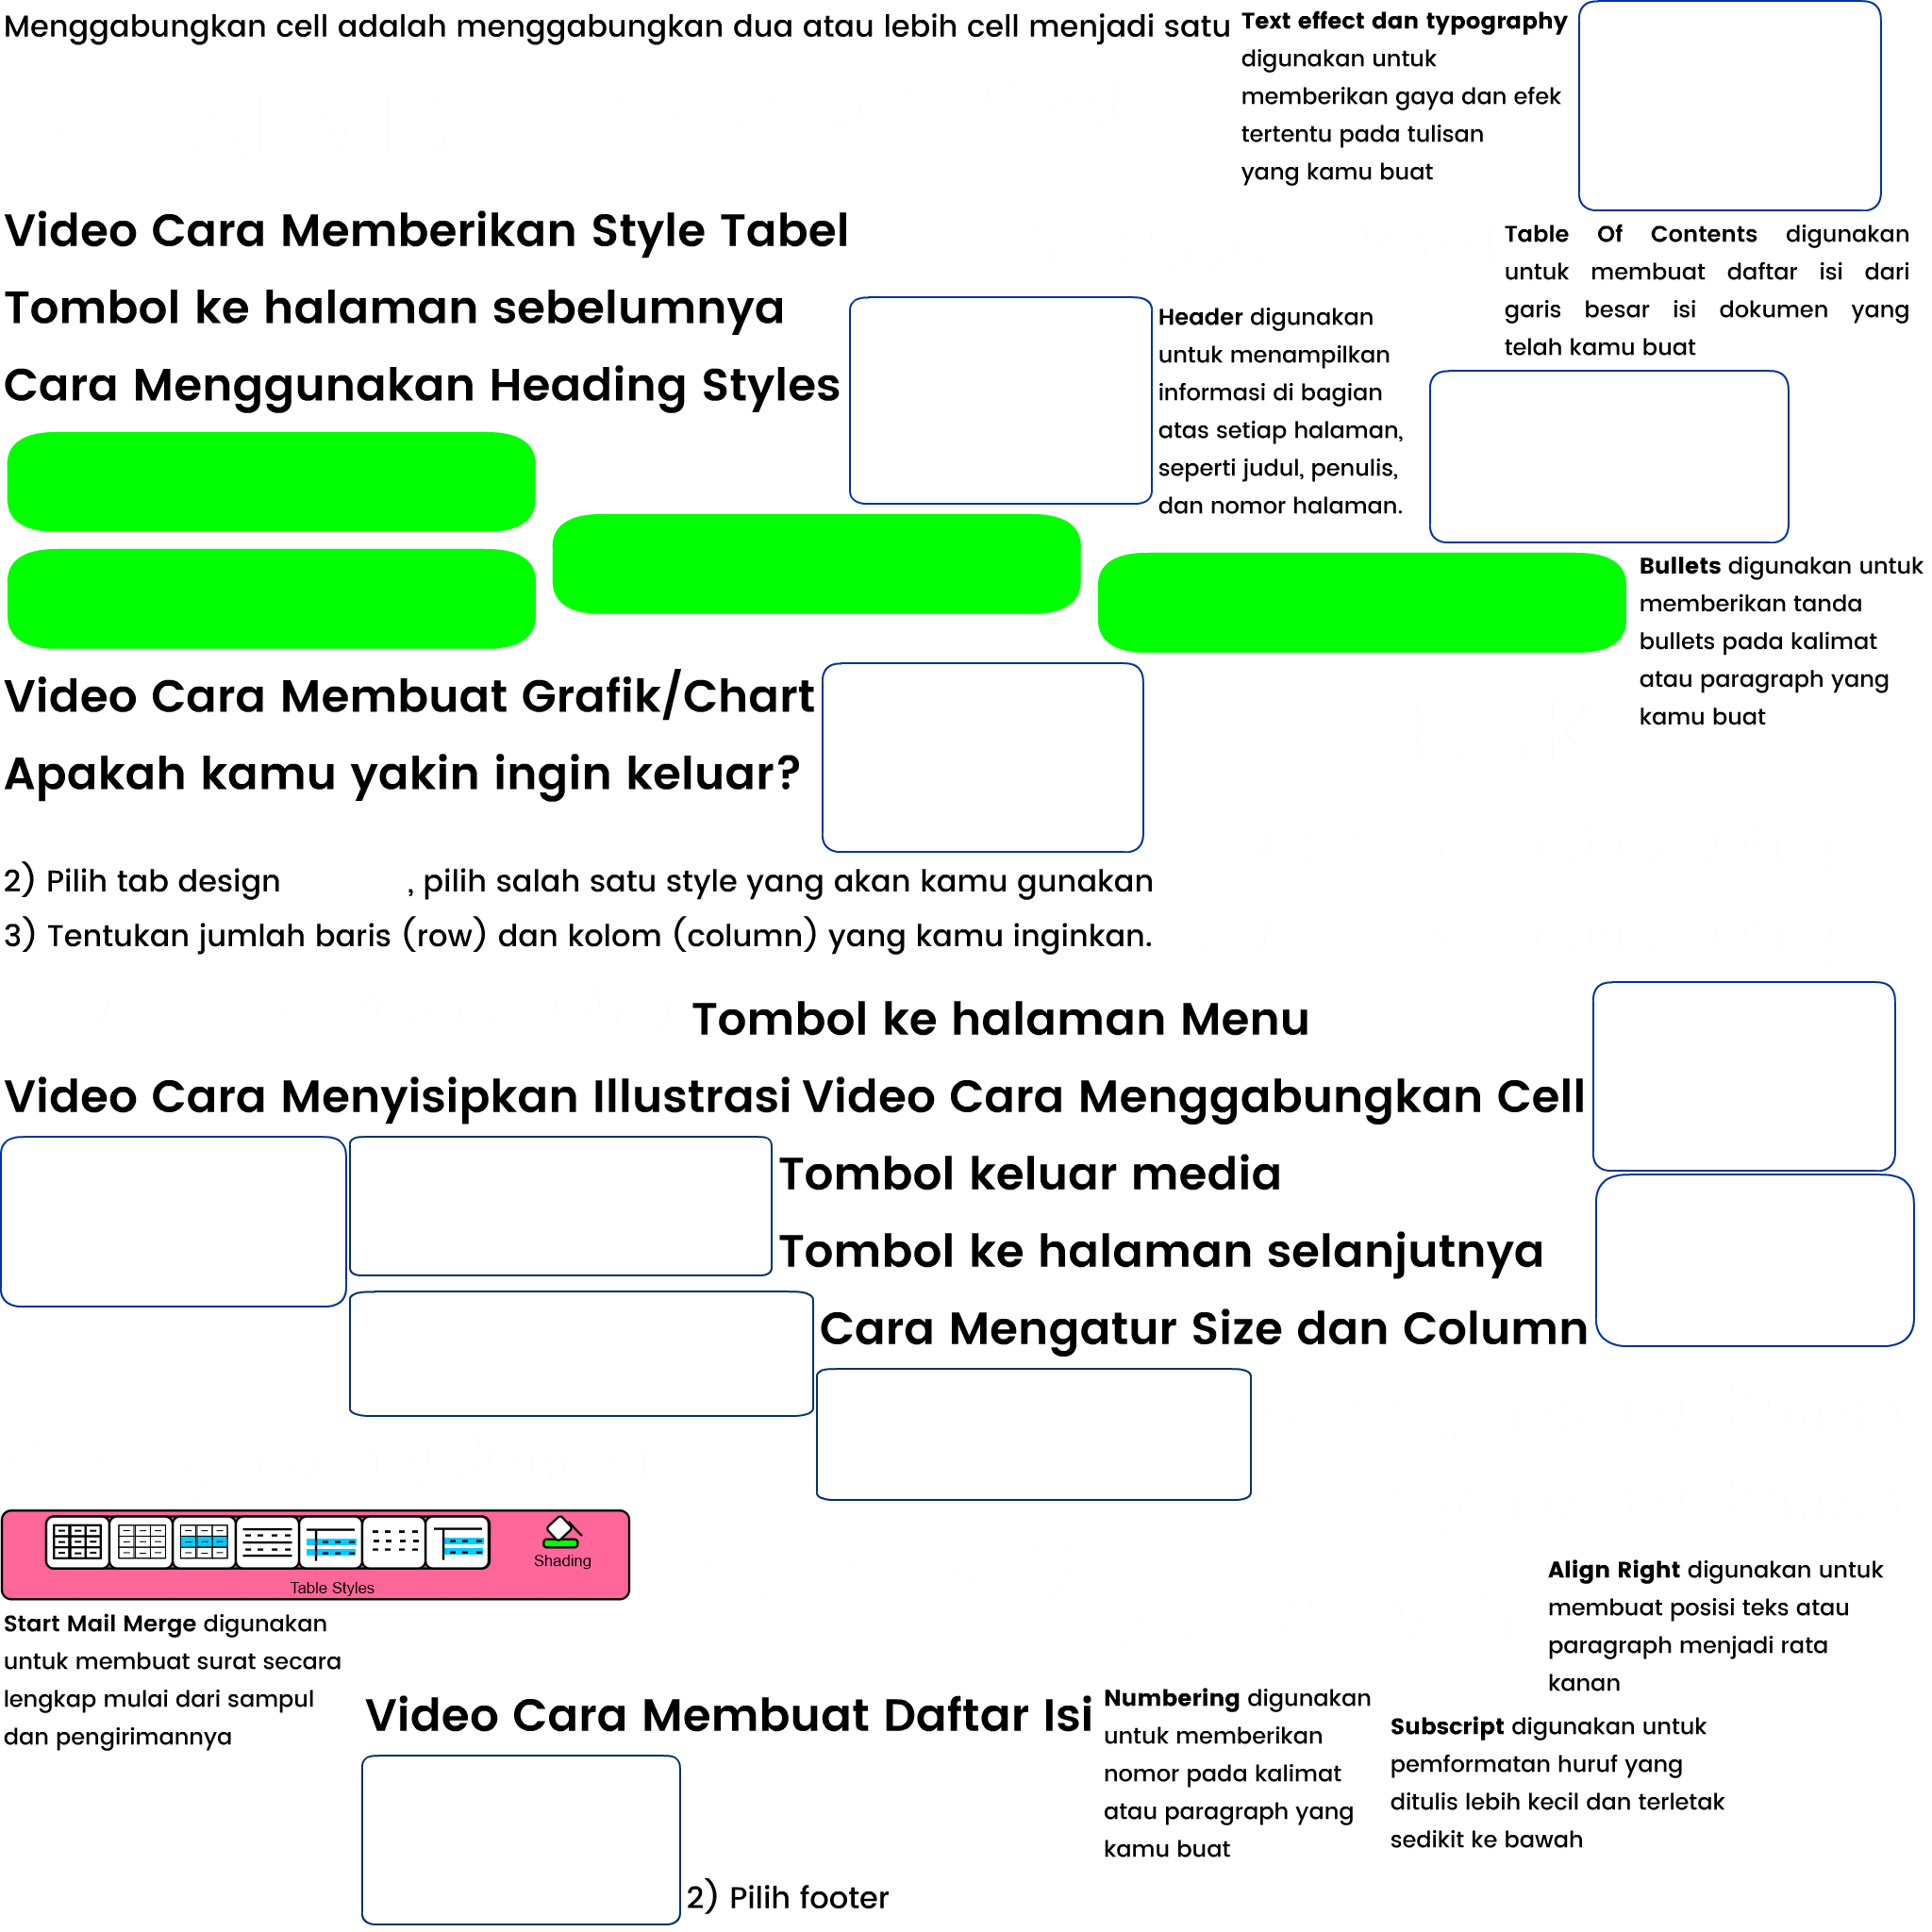 Menggabungkan cell adalah menggabungkan dua atau lebih cell menjadi satu
Text effect dan typography
digunakan untuk
memberikan gaya dan efek
tertentu pada tulisan
yang kamu buat
Video Cara Memberikan Style Tabel
Table Of Contents digunakan
untuk membuat daftar isi dari
garis besar isi dokumen yang
telah kamu buat
Tombol ke halaman sebelumnya
Cara Menggunakan Heading Styles
Header digunakan
untuk menampilkan
informasi di bagian
atas setiap halaman,
seperti judul, penulis,
dan nomor halaman.
Bullets digunakan untuk
memberikan tanda
bullets pada kalimat
atau paragraph yang
kamu buat
Video Cara Membuat Grafik/Chart
Apakah kamu yakin ingin keluar?
2) Pilih tab design , pilih salah satu style yang akan kamu gunakan
3) Tentukan jumlah baris (row) dan kolom (column) yang kamu inginkan.
Tombol ke halaman Menu
Video Cara Menyisipkan Illustrasi
Video Cara Menggabungkan Cell
Tombol keluar media
Tombol ke halaman selanjutnya
Cara Mengatur Size dan Column
Shading
Table Styles
Start Mail Merge digunakan
untuk membuat surat secara
lengkap mulai dari sampul
dan pengirimannya
Align Right digunakan untuk
membuat posisi teks atau
paragraph menjadi rata
kanan
Video Cara Membuat Daftar Isi
Numbering digunakan
untuk memberikan
nomor pada kalimat
atau paragraph yang
kamu buat
Subscript digunakan untuk
pemformatan huruf yang
ditulis lebih kecil dan terletak
sedikit ke bawah
2) Pilih footer